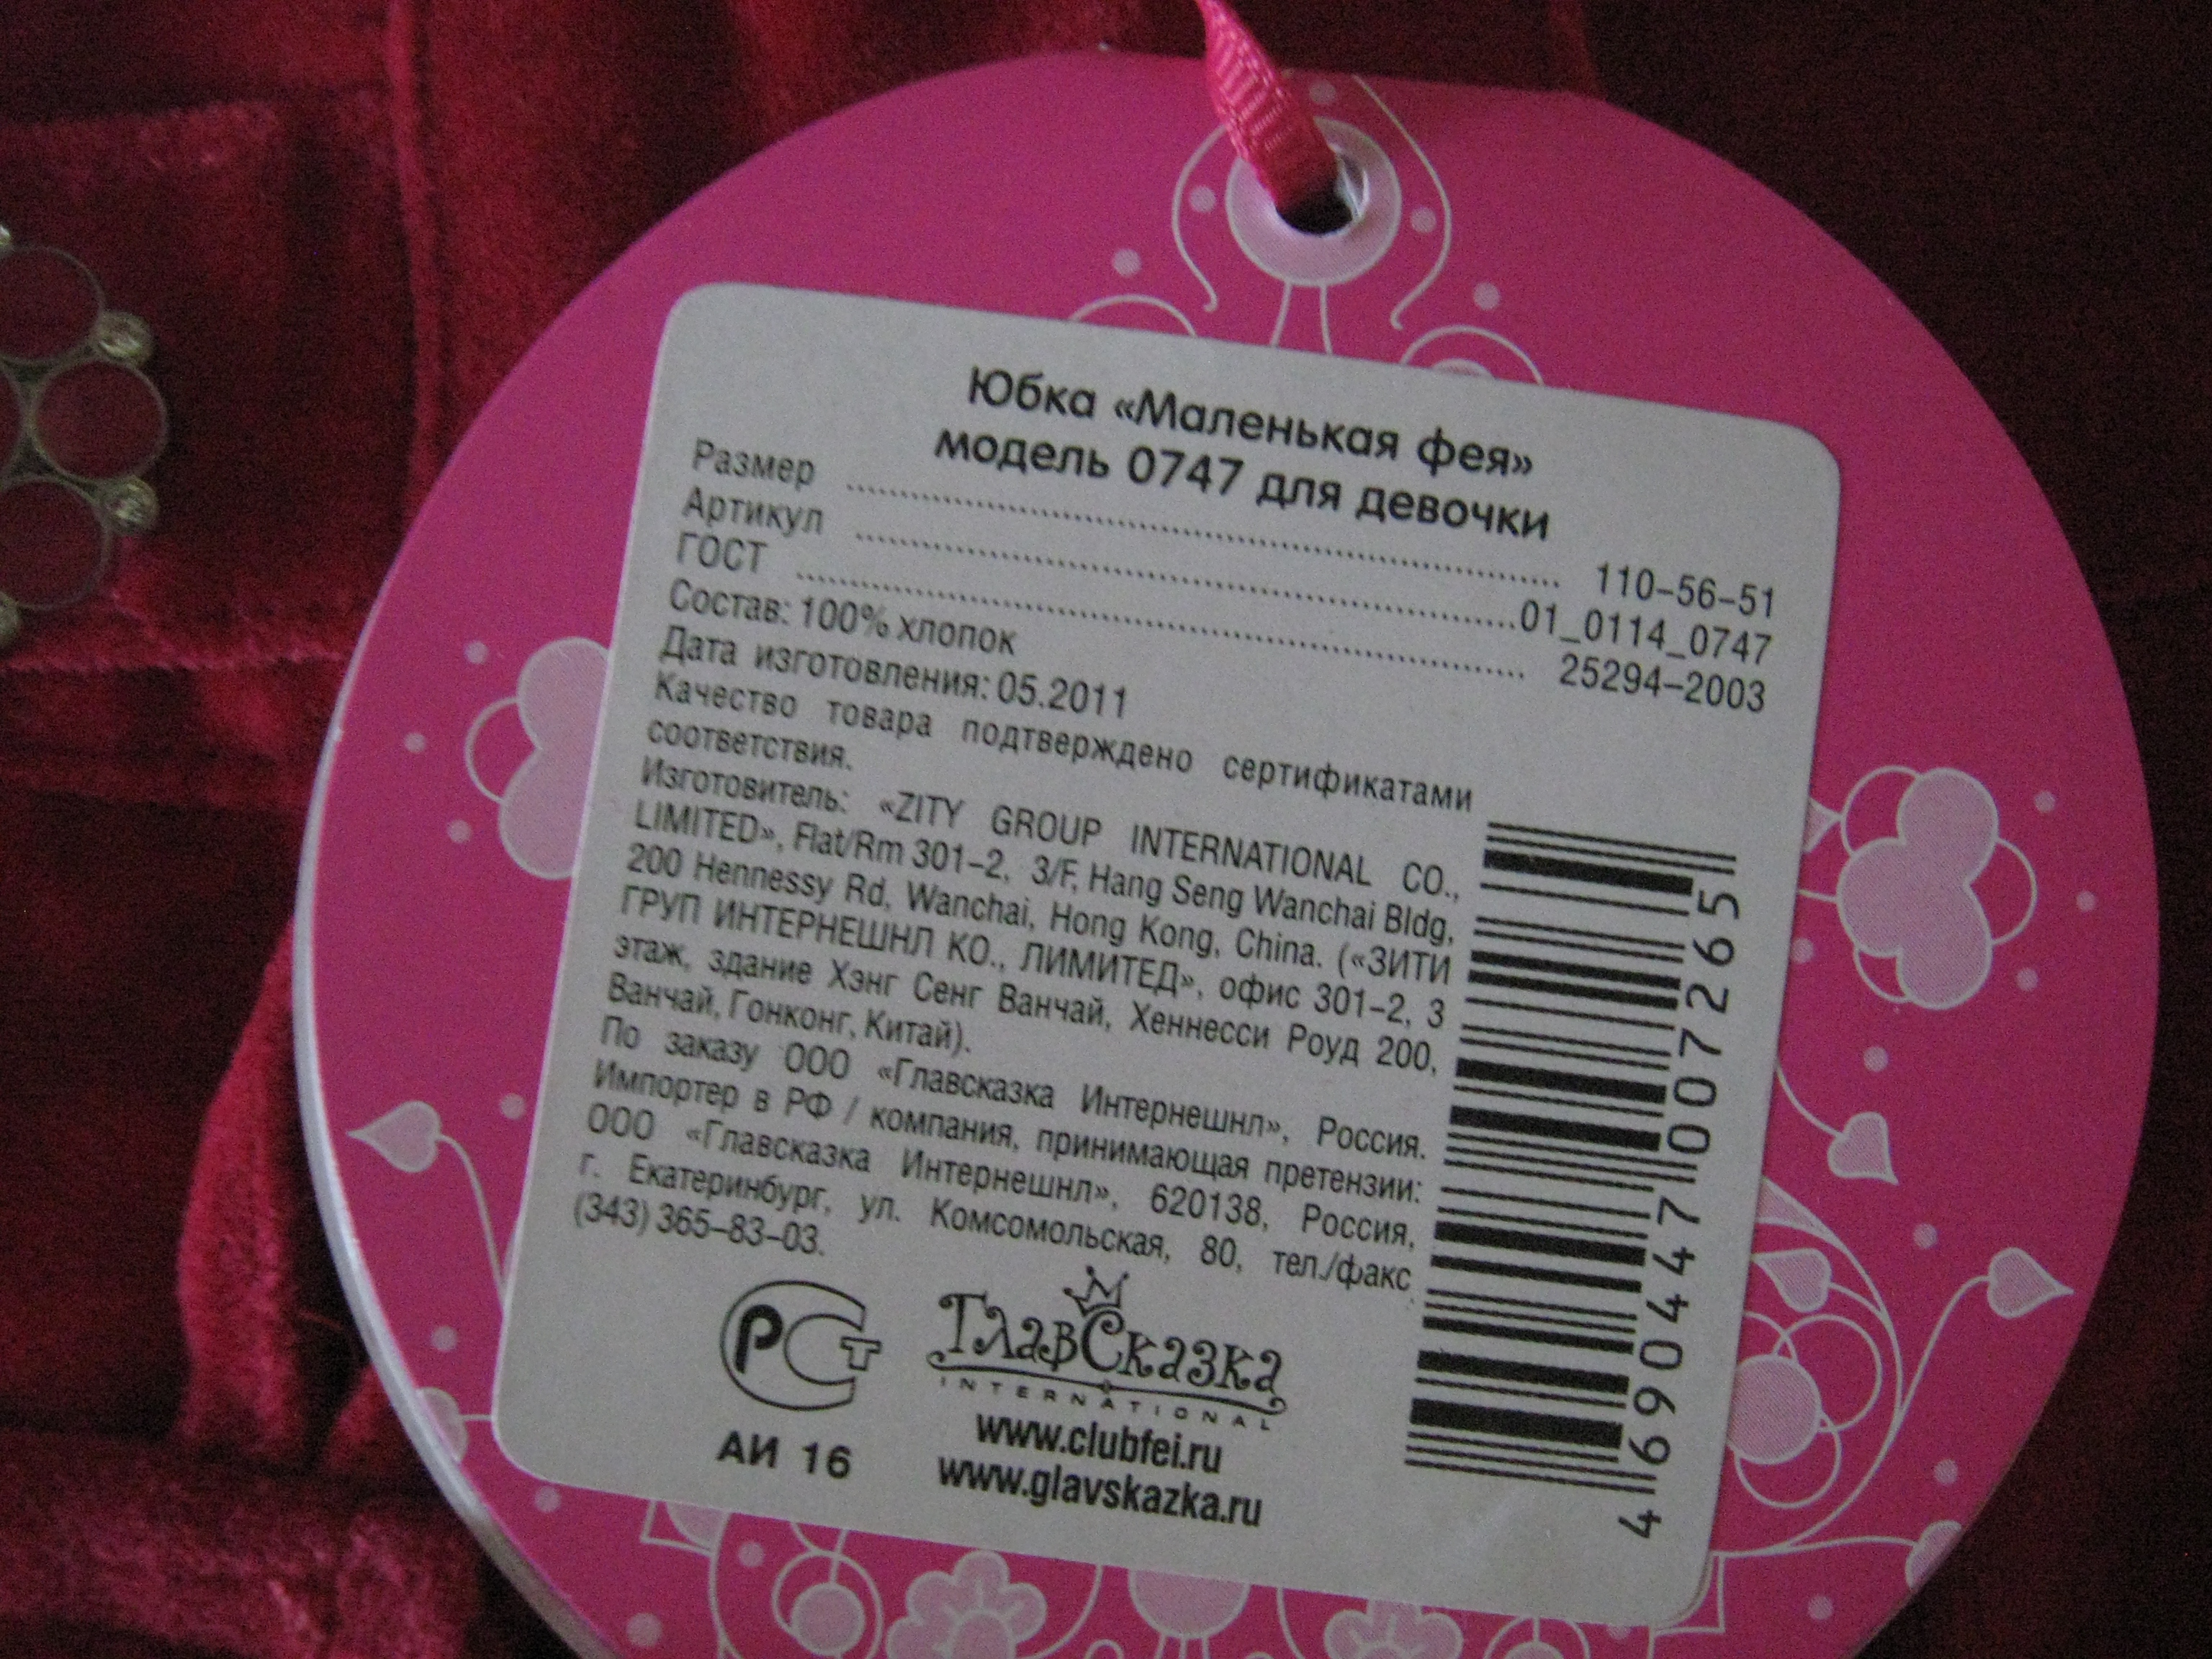 Юбка «Маленькая фея»
модель 0747 для девочки
Размер ........ 110-56-51
Артикул ........ 01_0114_0747
ГОСТ ........ 25294-2003
Состав: 100% хлопок
Дата изготовления: 05.2011
Качество товара подтверждено сертификатами
соответствия.
Изготовитель: «ZITY GROUP INTERNATIONAL CO.,
LIMITED», Flat/Rm 301-2, 3/F, Hang Seng Wanchai Bldg,
200 Hennessy Rd, Wanchai, Hong Kong, China. («ЗИТИ
ГРУП ИНТЕРНЕШНЛ КО., ЛИМИТЕД», офис 301-2, 3
этаж, здание Хэнг Сенг Ванчай, Хеннесси Роуд 200,
Ванчай, Гонконг, Китай).
По заказу ООО «Главсказка Интернешнл», Россия.
Импортер в РФ / компания, принимающая претензии:
ООО «Главсказка Интернешнл», 620138, Россия,
г. Екатеринбург, ул. Комсомольская, 80, тел./факс
(343) 365-83-03.
РСТ
АИ 16
ГлавСказка
INTERNATIONAL
www.clubfei.ru
www.glavskazka.ru
4690447007265